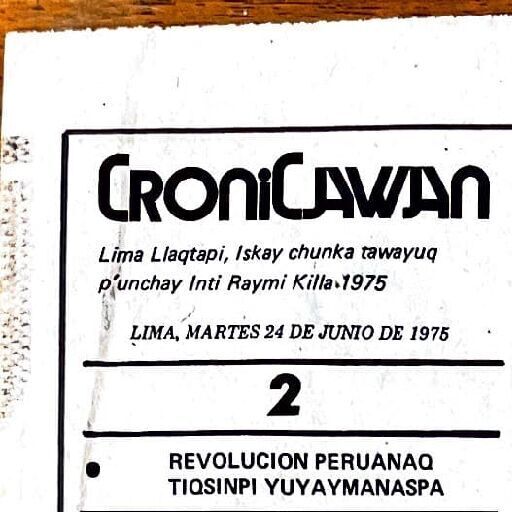 CRONICAWAN
Lima Llaqtapi, Iskay chunka tawayuq
p'unchay Inti Raymi Killa 1975
LIMA, MARTES 24 DE JUNIO DE 1975
2
• REVOLUCION PERUANAQ
TIQSINPI YUYAYMANASPA